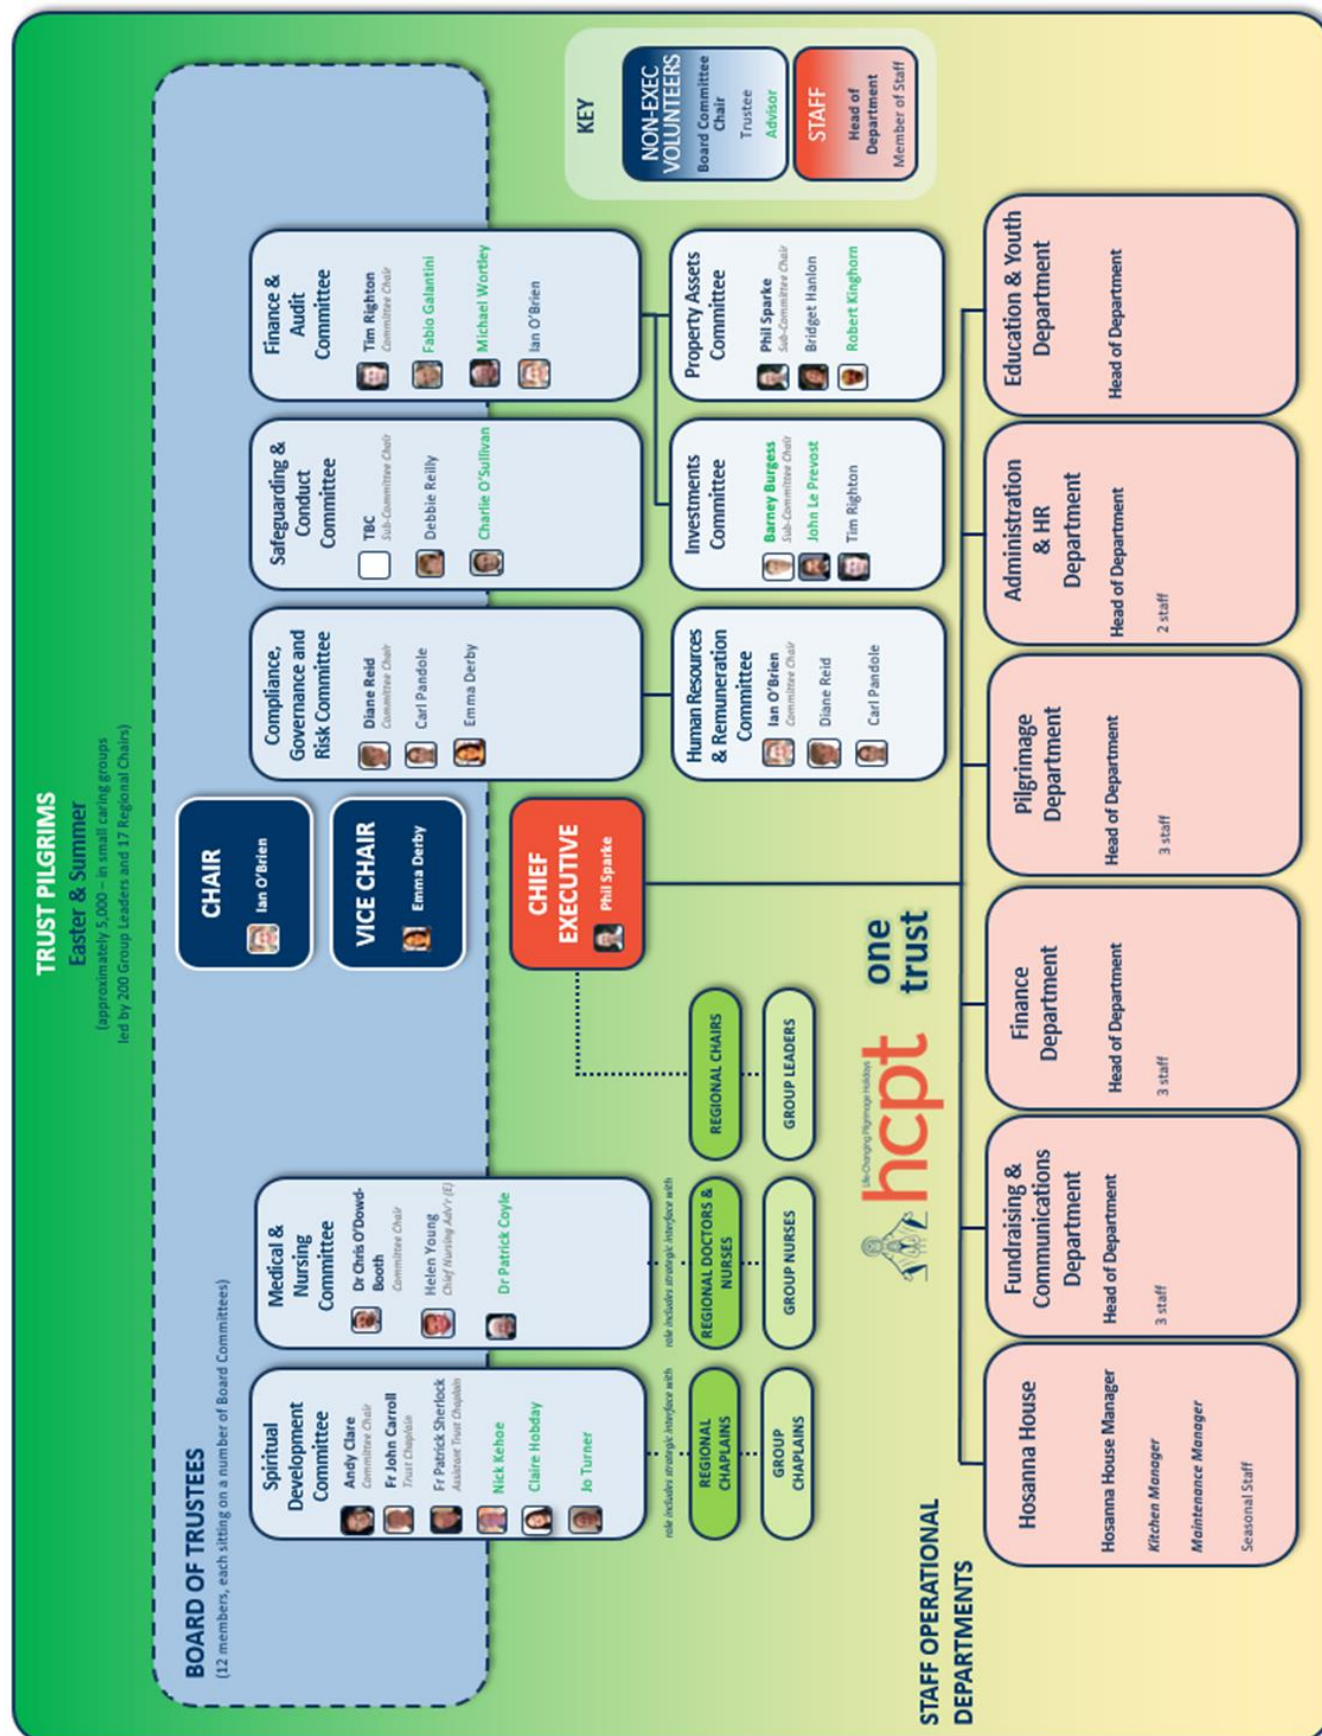 TRUST PILGRIMS
Easter & Summer
(approximately 5,000 – in small caring groups
led by 200 Group Leaders and 17 Regional Chairs)
BOARD OF TRUSTEES
(12 members, each sitting on a number of Board Committees)
CHAIR
Ian O'Brien
VICE CHAIR
Emma Derby
Spiritual
Development
Committee
Andy Clare
Committee Chair
Fr John Carroll
Trust Chaplain
Fr Patrick Sherlock
Assistant Trust Chaplain
Nick Kehoe
Claire Hobday
Jo Turner
Medical &
Nursing
Committee
Dr Chris O'Dowd-
Booth
Committee Chair
Helen Young
Chief Nursing Adv'r (E)
Dr Patrick Coyle
Compliance,
Governance and
Risk Committee
Diane Reid
Committee Chair
Carl Pandole
Emma Derby
Safeguarding &
Conduct
Committee
TBC
Sub-Committee Chair
Debbie Reilly
Charlie O'Sullivan
Finance &
Audit
Committee
Tim Righton
Committee Chair
Fabio Galantini
Michael Wortley
Ian O'Brien
CHIEF
EXECUTIVE
Phil Sparke
KEY
NON-EXEC
VOLUNTEERS
Board Committee
Chair
Trustee
Advisor
STAFF
Head of
Department
Member of Staff
role includes strategic interface with
REGIONAL
CHAPLAINS
GROUP
CHAPLAINS
role includes strategic interface with
REGIONAL DOCTORS &
NURSES
GROUP NURSES
REGIONAL CHAIRS
GROUP LEADERS
Human Resources
& Remuneration
Committee
Ian O'Brien
Committee Chair
Diane Reid
Carl Pandole
Investments
Committee
Barney Burgess
Sub-Committee Chair
John Le Prevost
Tim Righton
Property Assets
Committee
Phil Sparke
Sub-Committee Chair
Bridget Hanlon
Robert Kinghorn
Life-Changing Pilgrimage Holidays
hcpt
one
trust
STAFF OPERATIONAL
DEPARTMENTS
Hosanna House
Hosanna House Manager
Kitchen Manager
Maintenance Manager
Seasonal Staff
Fundraising &
Communications
Department
Head of Department
3 staff
Finance
Department
Head of Department
3 staff
Pilgrimage
Department
Head of Department
3 staff
Administration
& HR
Department
Head of Department
2 staff
Education & Youth
Department
Head of Department